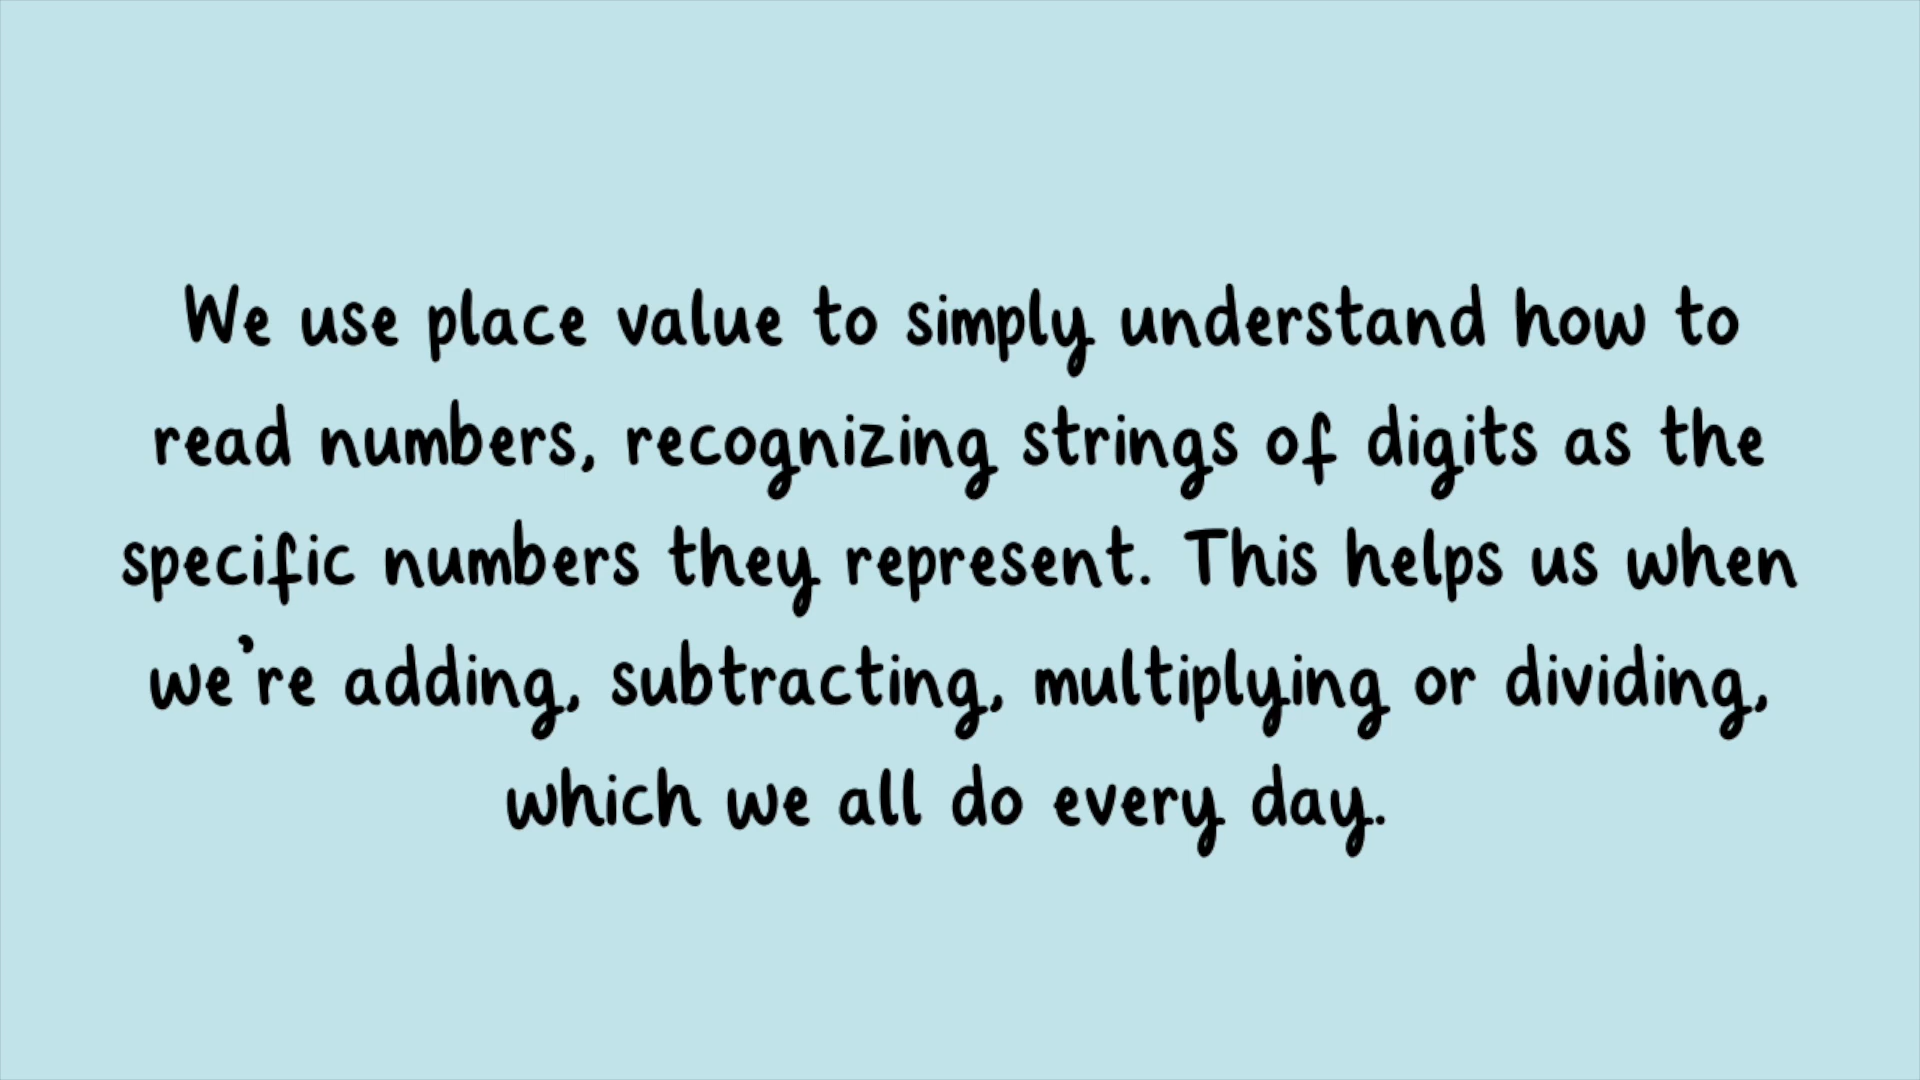 We use place value to simply understand how to
read numbers, recognizing strings of digits as the
specific numbers they represent. This helps us when
we're adding, subtracting, multiplying or dividing,
which we all do every day.